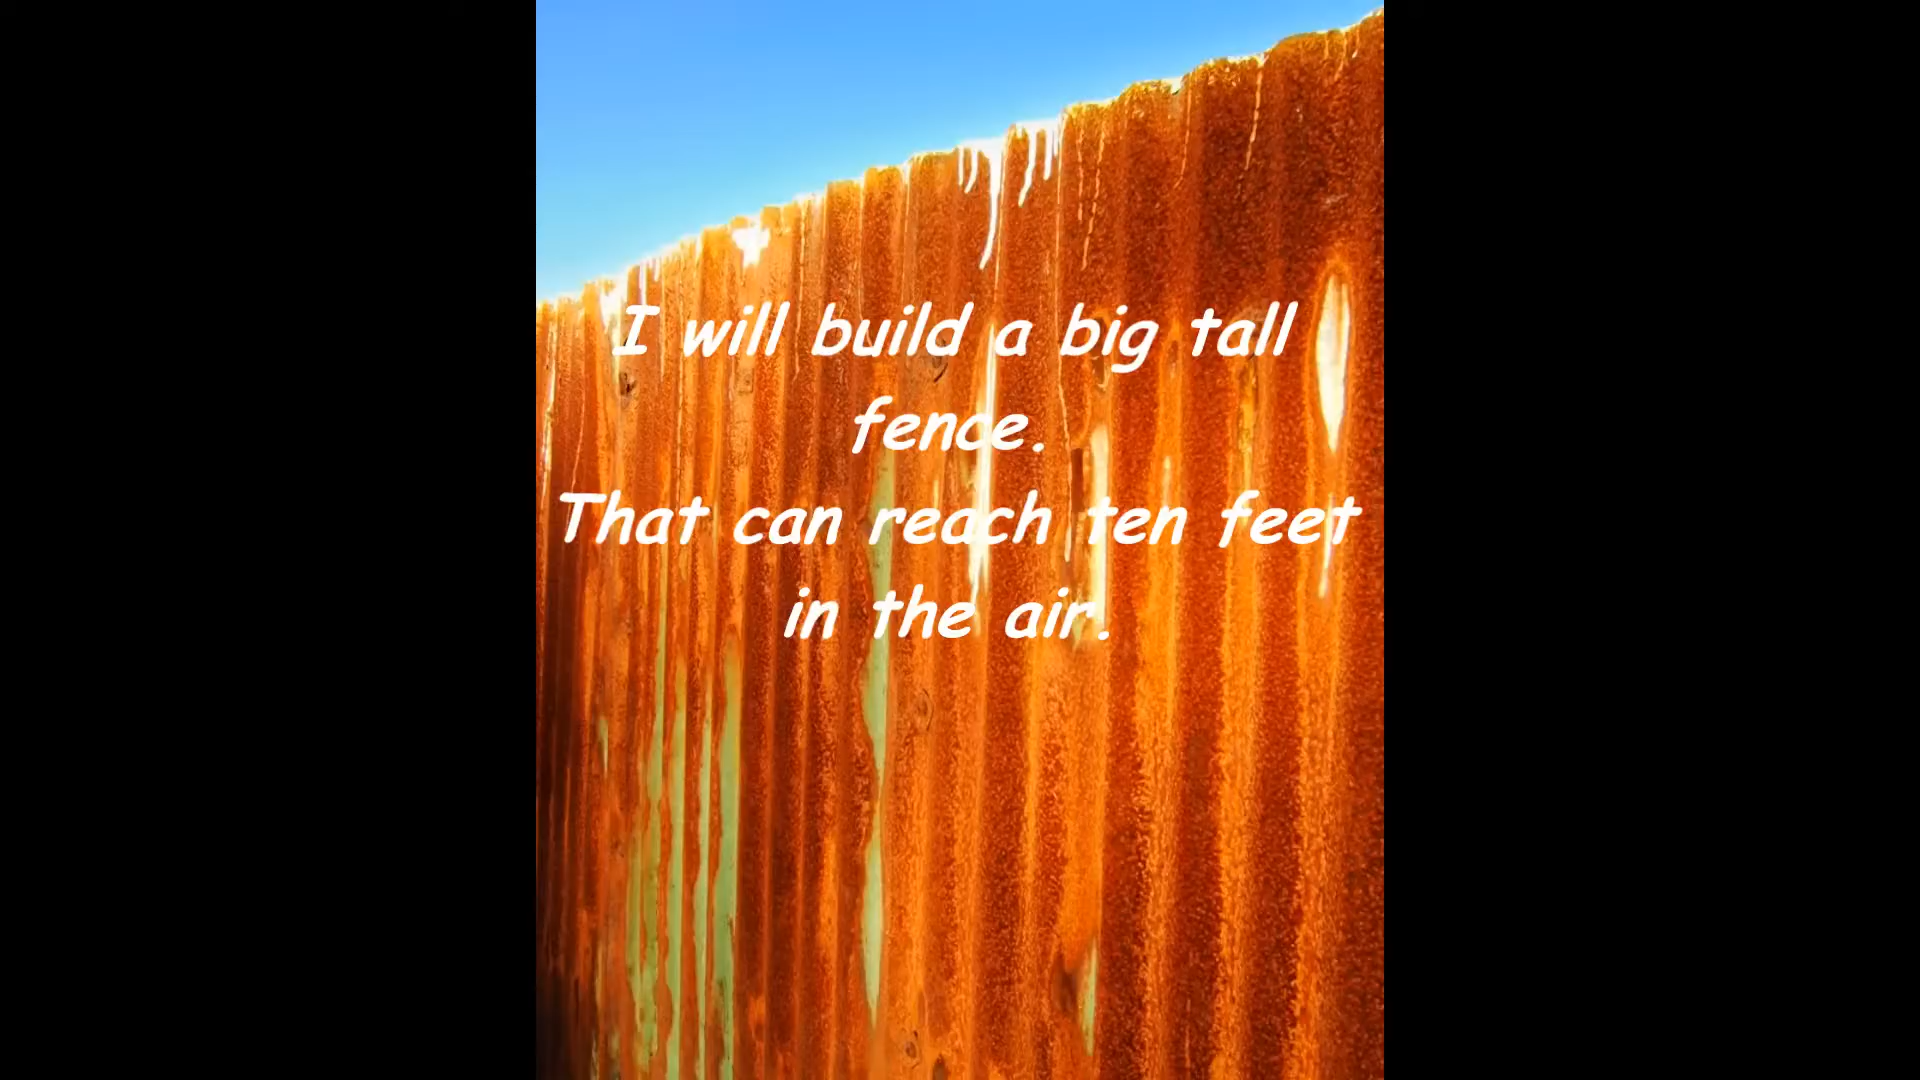 I will build a big tall
fence.
That can reach ten feet
in the air.